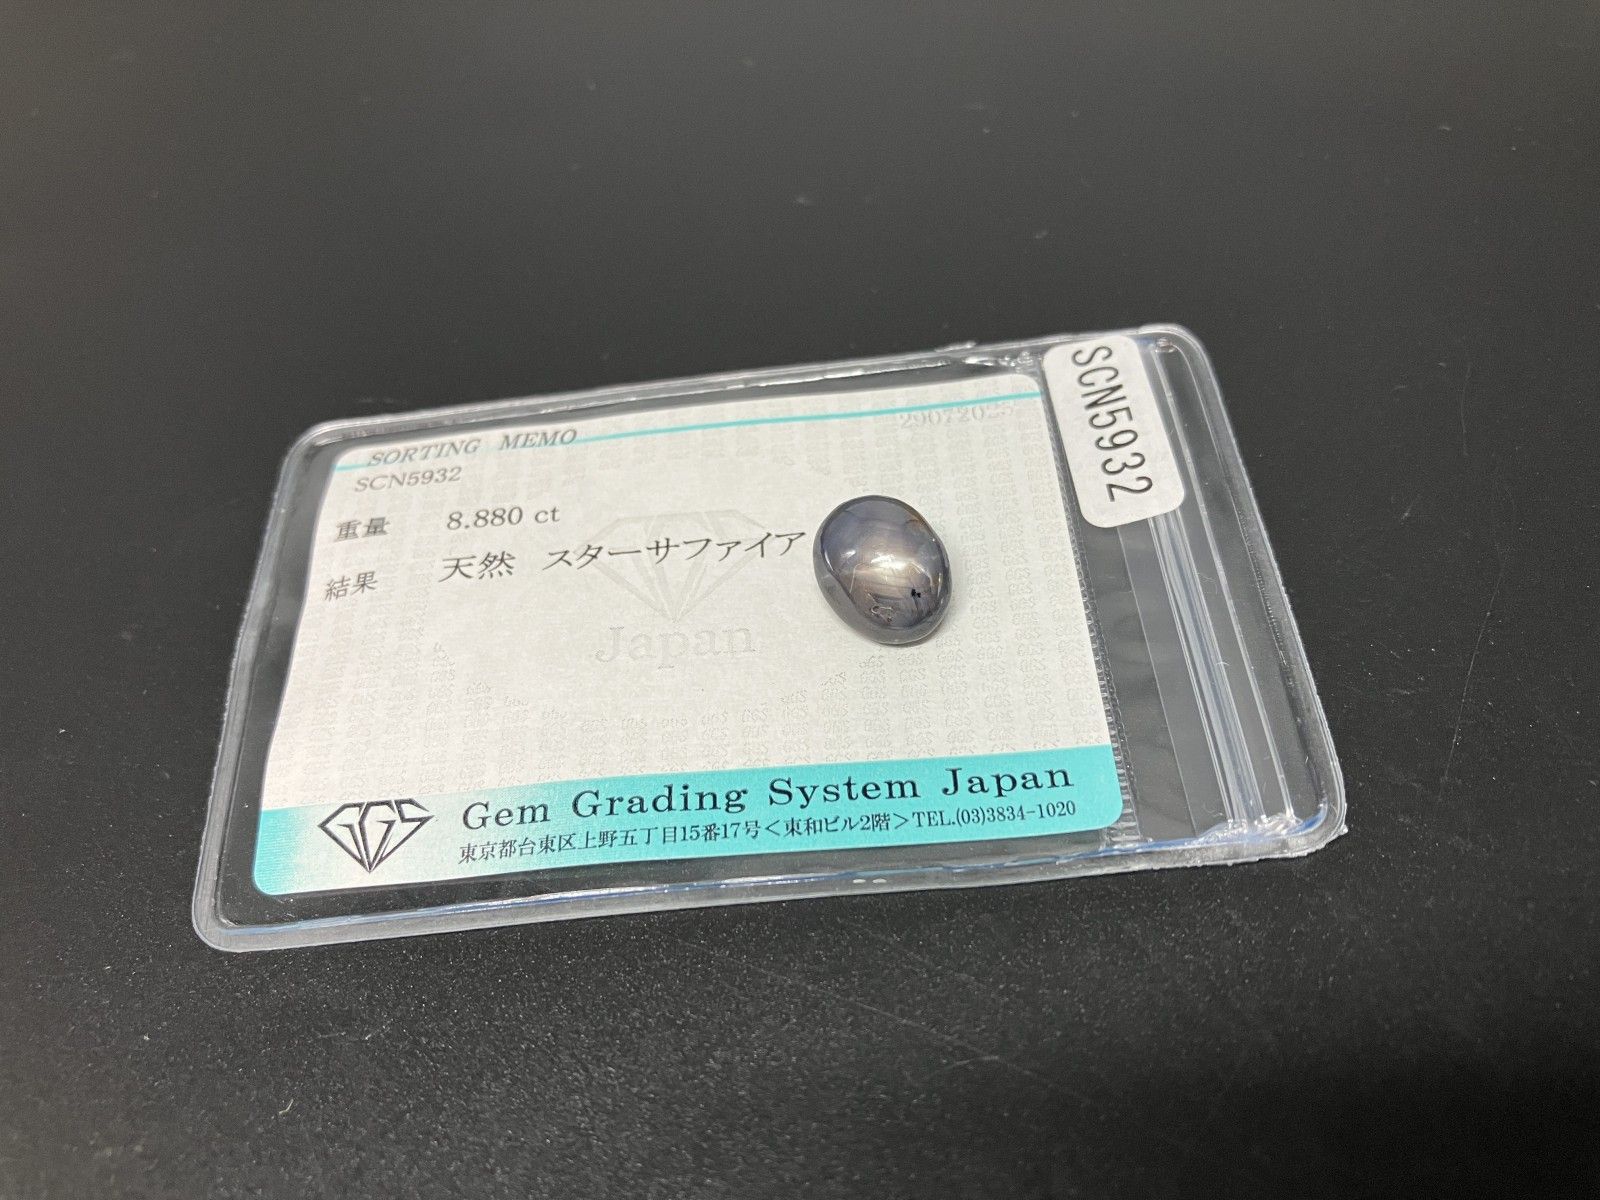 SORTING MEMO
29072023
SCN5932
重量 8.880 ct
結果 天然 スターサファイア
Japan
GGS
Gem Grading System Japan
東京都台東区上野五丁目15番17号＜東和ビル2階＞TEL.(03)3834-1020
SCN5932